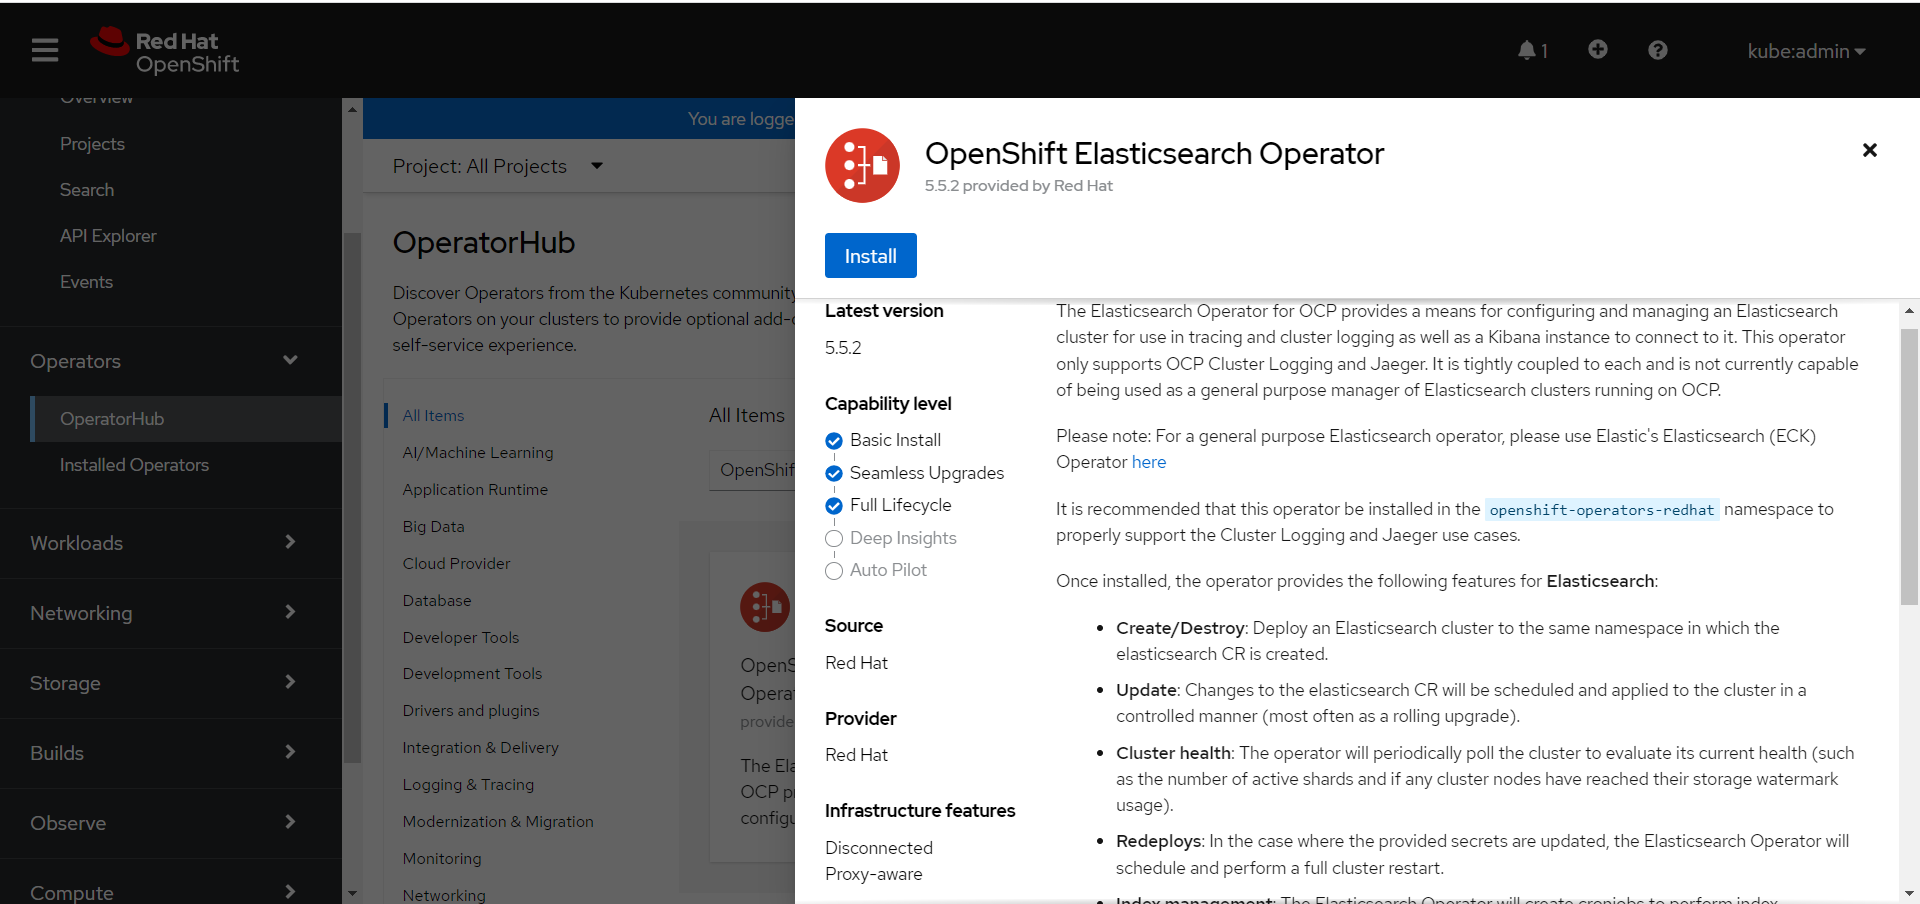 Red Hat
OpenShift
1
kube:admin
Overview
Projects
Search
API Explorer
Events
Operators
OperatorHub
Installed Operators
Workloads
Networking
Storage
Builds
Observe
Compute
You are logge
Project: All Projects
OperatorHub
Discover Operators from the Kubernetes community
Operators on your clusters to provide optional add-o
self-service experience.
All Items
AI/Machine Learning
Application Runtime
Big Data
Cloud Provider
Database
Developer Tools
Development Tools
Drivers and plugins
Integration & Delivery
Logging & Tracing
Modernization & Migration
Monitoring
Networking
All Items
OpenShif
OpenS
Operat
provide
The Ela
OCP p
configu
OpenShift Elasticsearch Operator
5.5.2 provided by Red Hat
Install
Latest version
5.5.2
Capability level
Basic Install
Seamless Upgrades
Full Lifecycle
Deep Insights
Auto Pilot
Source
Red Hat
Provider
Red Hat
Infrastructure features
Disconnected
Proxy-aware
The Elasticsearch Operator for OCP provides a means for configuring and managing an Elasticsearch
cluster for use in tracing and cluster logging as well as a Kibana instance to connect to it. This operator
only supports OCP Cluster Logging and Jaeger. It is tightly coupled to each and is not currently capable
of being used as a general purpose manager of Elasticsearch clusters running on OCP.
Please note: For a general purpose Elasticsearch operator, please use Elastic's Elasticsearch (ECK)
Operator here
It is recommended that this operator be installed in the openshift-operators-redhat namespace to
properly support the Cluster Logging and Jaeger use cases.
Once installed, the operator provides the following features for Elasticsearch:
• Create/Destroy: Deploy an Elasticsearch cluster to the same namespace in which the
elasticsearch CR is created.
• Update: Changes to the elasticsearch CR will be scheduled and applied to the cluster in a
controlled manner (most often as a rolling upgrade).
• Cluster health: The operator will periodically poll the cluster to evaluate its current health (such
as the number of active shards and if any cluster nodes have reached their storage watermark
usage).
• Redeploys: In the case where the provided secrets are updated, the Elasticsearch Operator will
schedule and perform a full cluster restart.
• Index management: The Elasticsearch Operator will create cronjobs to perform index